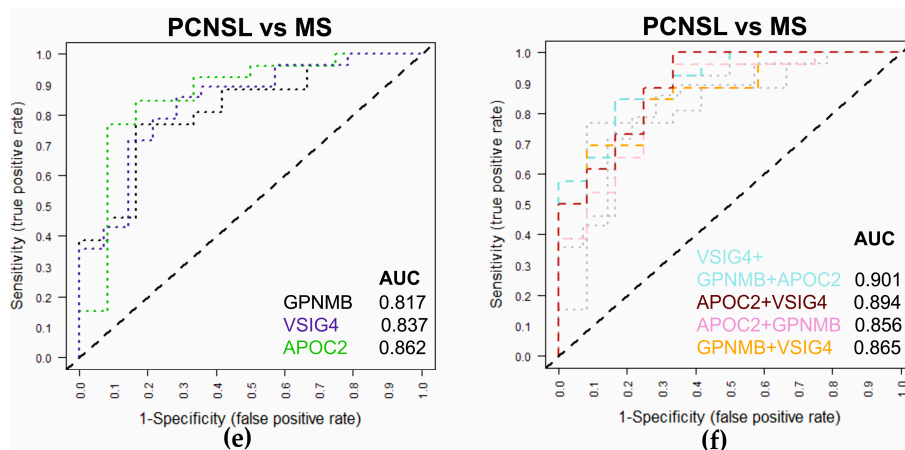 PCNSL vs MS
Sensitivity (true positive rate)
1.0
0.9
0.8
0.7
0.6
0.5
0.4
0.3
0.2
0.1
0.0
AUC
GPNMB 0.817
VSIG4 0.837
APOC2 0.862
0.0 0.1 0.2 0.3 0.4 0.5 0.6 0.7 0.8 0.9 1.0
1-Specificity (false positive rate)
(e)
PCNSL vs MS
Sensitivity (true positive rate)
1.0
0.9
0.8
0.7
0.6
0.5
0.4
0.3
0.2
0.1
0.0
AUC
VSIG4+
GPNMB+APOC2 0.901
APOC2+VSIG4 0.894
APOC2+GPNMB 0.856
GPNMB+VSIG4 0.865
0.0 0.1 0.2 0.3 0.4 0.5 0.6 0.7 0.8 0.9 1.0
1-Specificity (false positive rate)
(f)